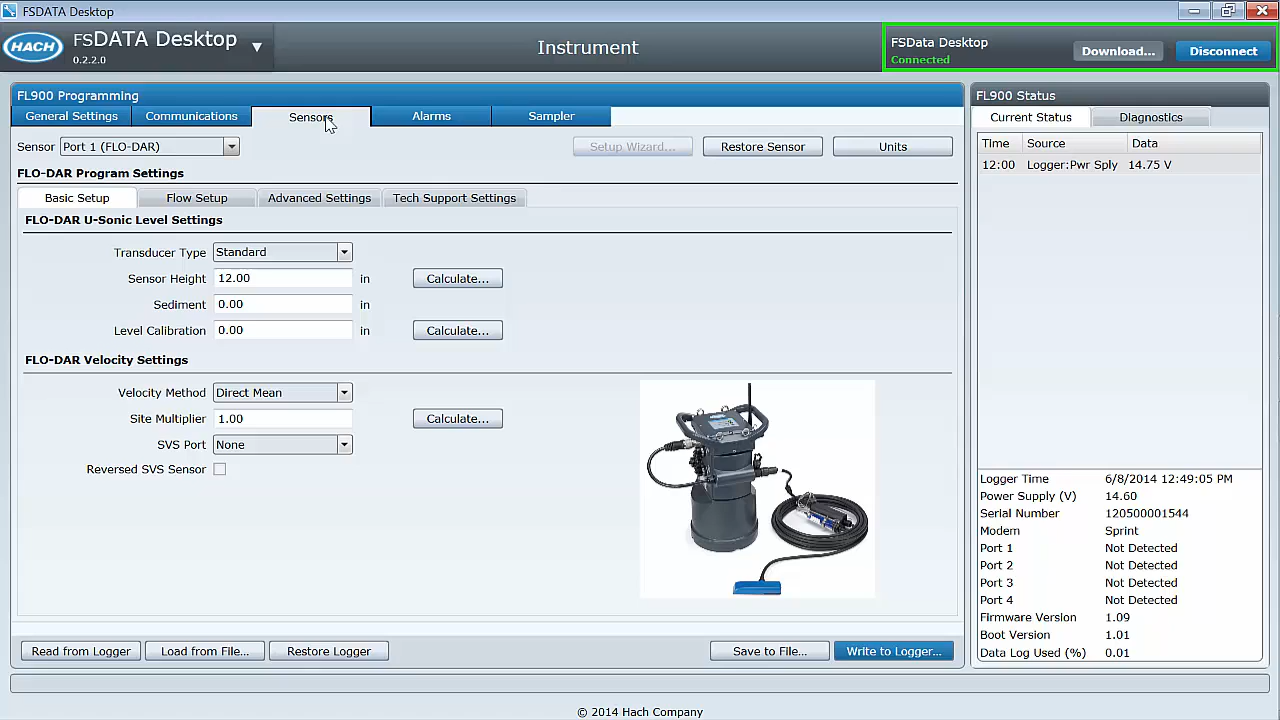 FSDATA Desktop
HACH
FSDATA Desktop
0.2.2.0
Instrument
FSData Desktop
Connected
Download...
Disconnect
FL900 Programming
General Settings
Communications
Sensors
Alarms
Sampler
Sensor
Port 1 (FLO-DAR)
Setup Wizard...
Restore Sensor
Units
FLO-DAR Program Settings
Basic Setup
Flow Setup
Advanced Settings
Tech Support Settings
FLO-DAR U-Sonic Level Settings
Transducer Type
Standard
Sensor Height
12.00
in
Calculate...
Sediment
0.00
in
Level Calibration
0.00
in
Calculate...
FLO-DAR Velocity Settings
Velocity Method
Direct Mean
Site Multiplier
1.00
Calculate...
SVS Port
None
Reversed SVS Sensor
Read from Logger
Load from File...
Restore Logger
Save to File...
Write to Logger...
FL900 Status
Current Status
Diagnostics
Time Source Data
12:00 Logger:Pwr Sply 14.75 V
Logger Time 6/8/2014 12:49:05 PM
Power Supply (V) 14.60
Serial Number 120500001544
Modem Sprint
Port 1 Not Detected
Port 2 Not Detected
Port 3 Not Detected
Port 4 Not Detected
Firmware Version 1.09
Boot Version 1.01
Data Log Used (%) 0.01
© 2014 Hach Company